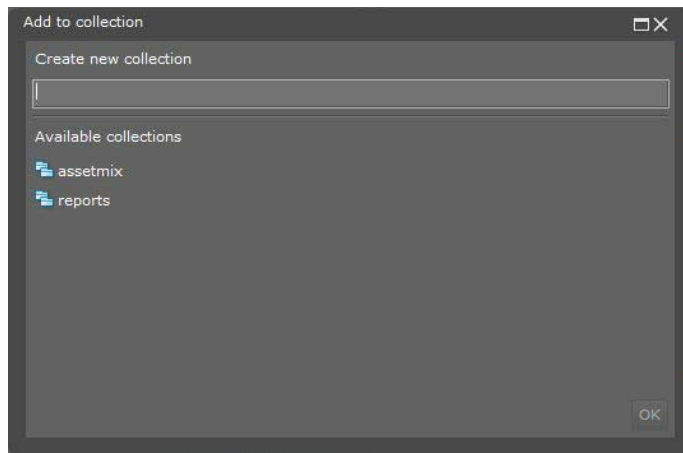 Add to collection
Create new collection
Available collections
assetmix
reports
OK